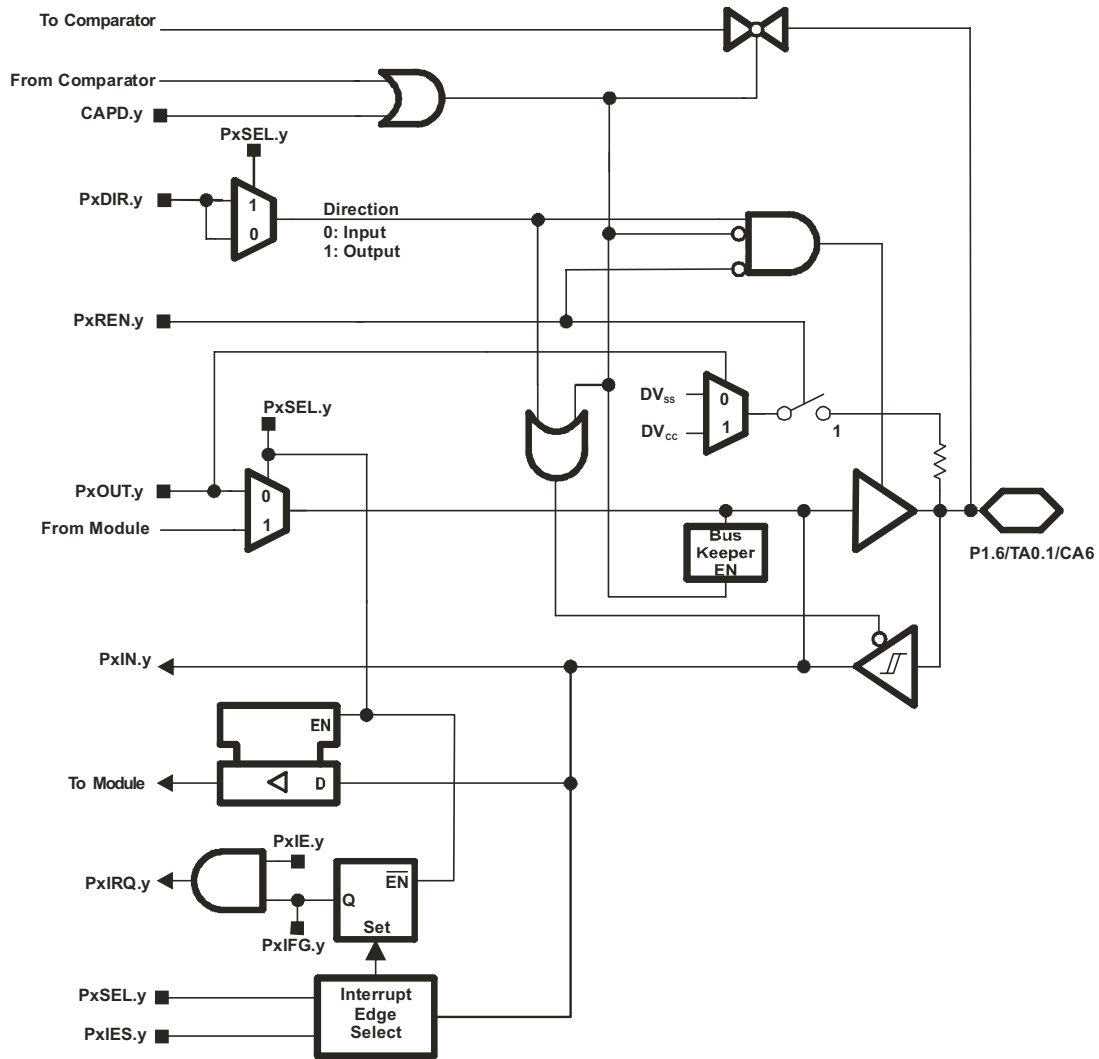 To Comparator
From Comparator
CAPD.y
PxSEL.y
PxDIR.y
1
0
Direction
0: Input
1: Output
PxREN.y
DVSS
0
DVCC
1
1
PxSEL.y
PxOUT.y
0
From Module
1
Bus
Keeper
EN
P1.6/TA0.1/CA6
PxIN.y
EN
To Module
D
PxIE.y
PxIRQ.y
EN
Q
Set
PxIFG.y
PxSEL.y
PxIES.y
Interrupt
Edge
Select